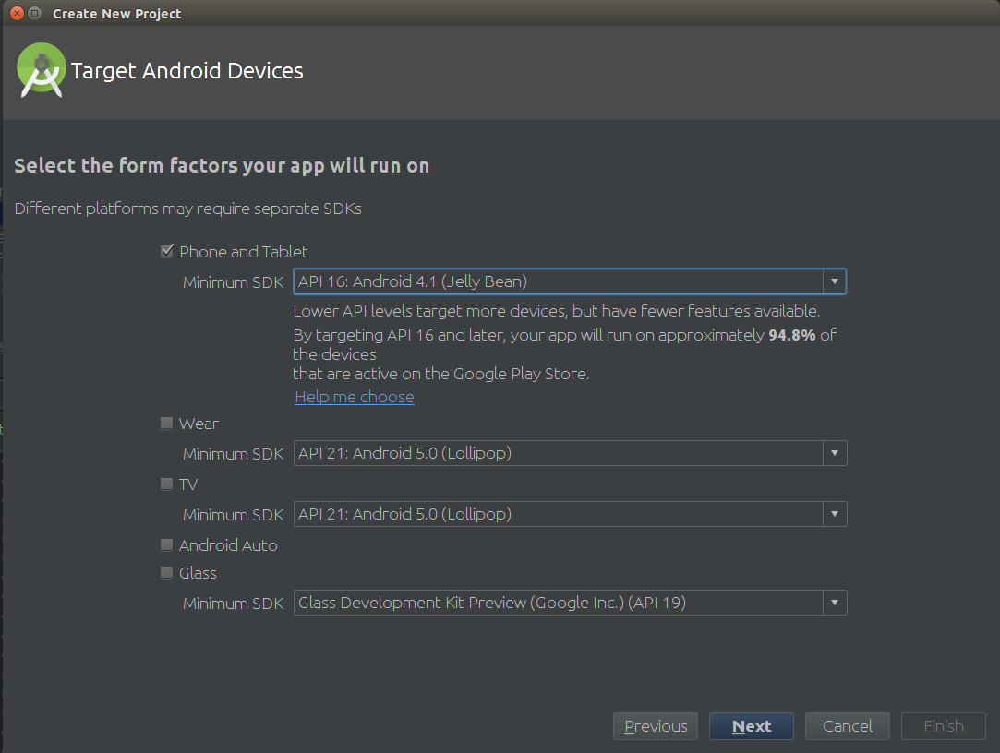 Create New Project
Target Android Devices
Select the form factors your app will run on
Different platforms may require separate SDKs
Phone and Tablet
Minimum SDK API 16: Android 4.1 (Jelly Bean)
Lower API levels target more devices, but have fewer features available.
By targeting API 16 and later, your app will run on approximately 94.8% of
the devices
that are active on the Google Play Store.
Help me choose
Wear
Minimum SDK API 21: Android 5.0 (Lollipop)
TV
Minimum SDK API 21: Android 5.0 (Lollipop)
Android Auto
Glass
Minimum SDK Glass Development Kit Preview (Google Inc.) (API 19)
Previous Next Cancel Finish